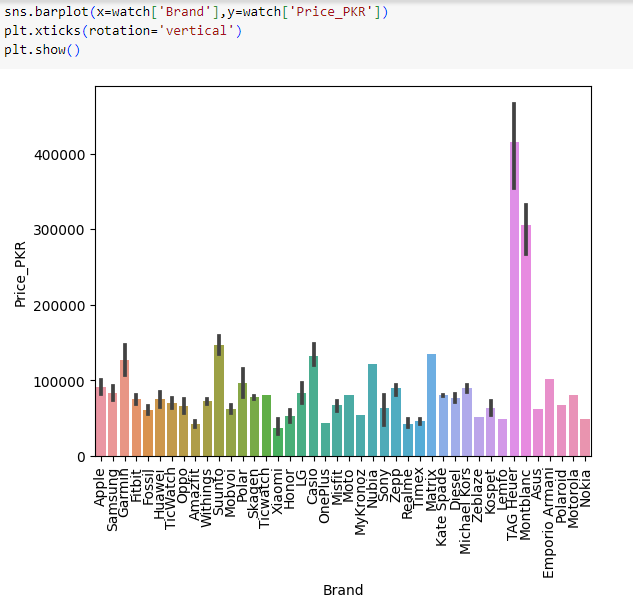 sns.barplot(x=watch['Brand'],y=watch['Price_PKR'])
plt.xticks(rotation='vertical')
plt.show()
400000
300000
200000
100000
0
Price_PKR
Apple
Samsung
Garmin
Fitbit
Fossil
Huawei
TicWatch
Oppo
Amazfit
Withings
Suunto
Mobvoi
Polar
Skagen
Ticwatch
Xiaomi
Honor
LG
Casio
OnePlus
Misfit
Moto
MyKronoz
Nubia
Sony
Zepp
Realme
Timex
Matrix
Kate Spade
Diesel
Michael Kors
Zeblaze
Kospet
Lemfo
TAG Heuer
Montblanc
Asus
Emporio Armani
Polaroid
Motorola
Nokia
Brand